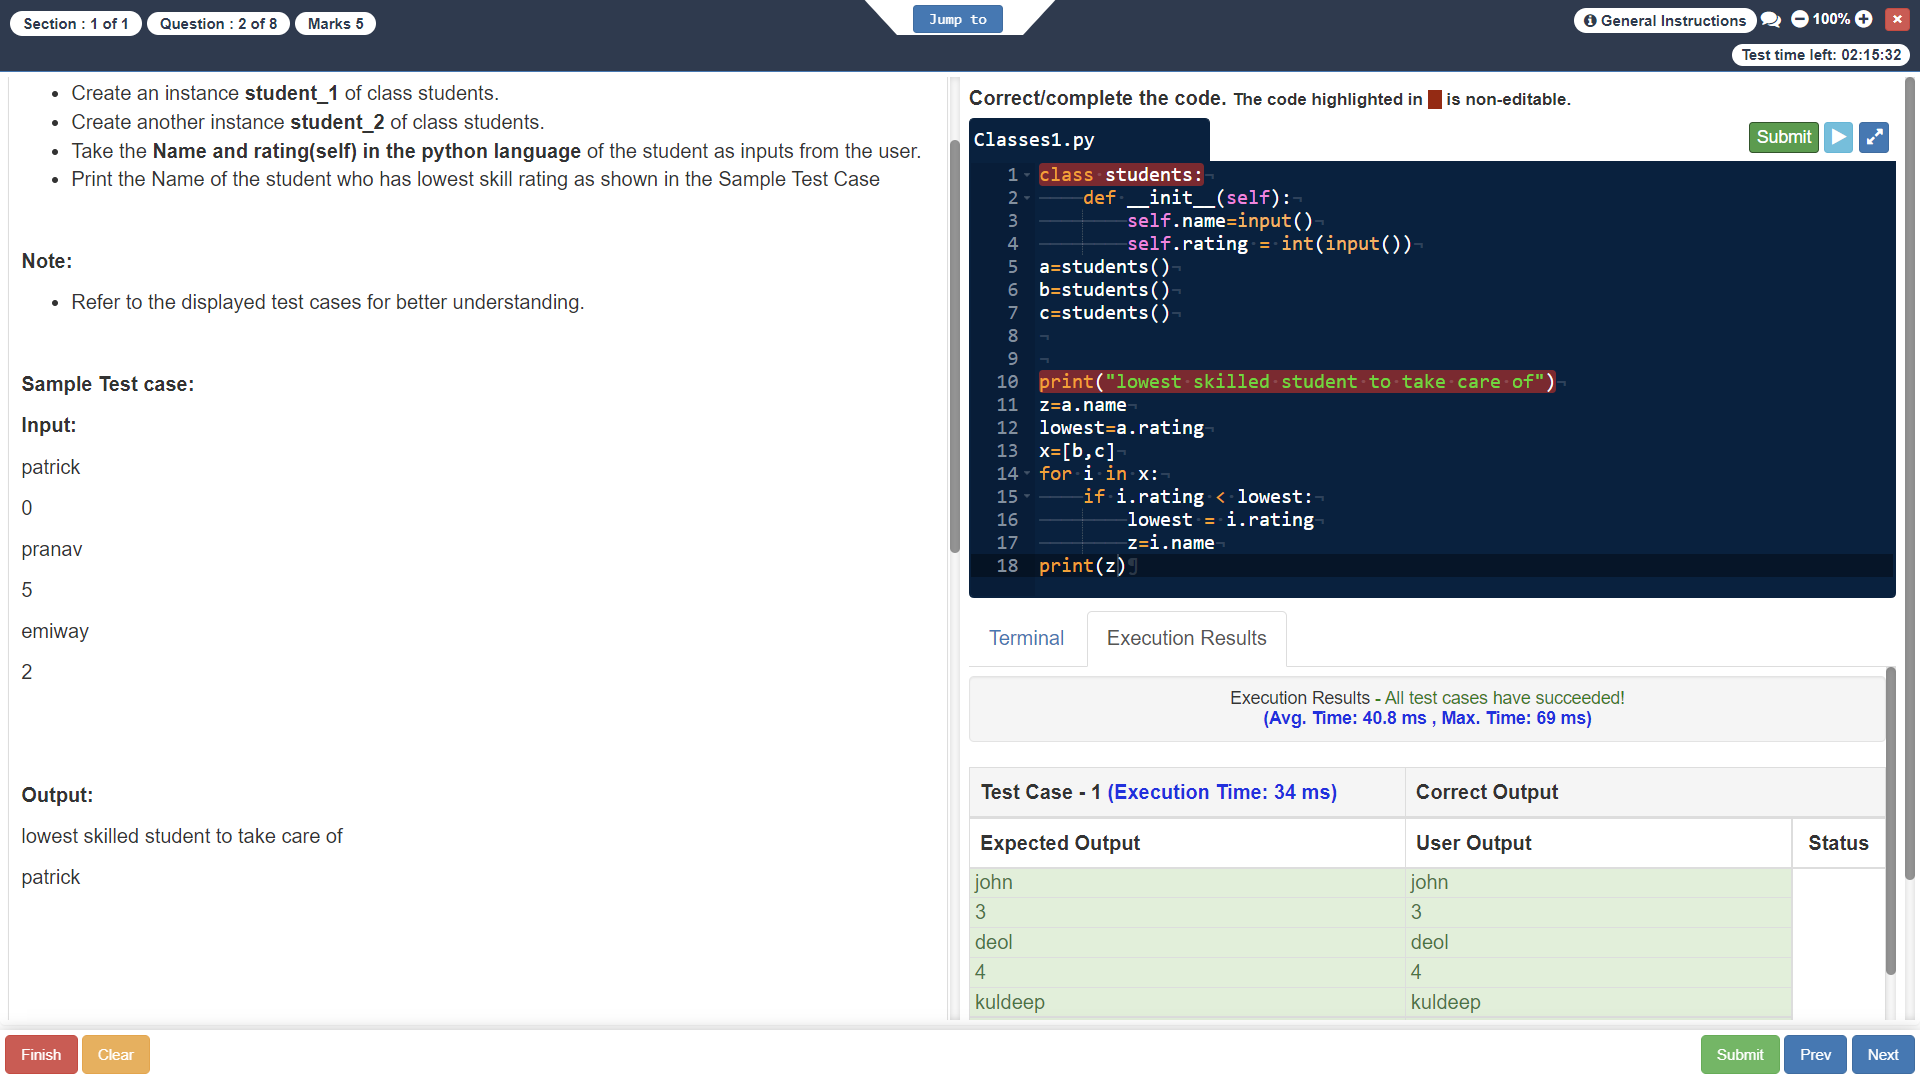 Section : 1 of 1
Question : 2 of 8
Marks 5
Jump to
General Instructions
100%
Test time left: 02:15:32
Create an instance student_1 of class students.
Create another instance student_2 of class students.
Take the Name and rating(self) in the python language of the student as inputs from the user.
Print the Name of the student who has lowest skill rating as shown in the Sample Test Case
Note:
Refer to the displayed test cases for better understanding.
Sample Test case:
Input:
patrick
0
pranav
5
emiway
2
Output:
lowest skilled student to take care of
patrick
Correct/complete the code. The code highlighted in is non-editable.
Classes1.py
Submit
1 class students:
2 def __init__(self):
3 self.name=input()
4 self.rating = int(input())
5 a=students()
6 b=students()
7 c=students()
8
9
10 print("lowest skilled student to take care of")
11 z=a.name
12 lowest=a.rating
13 x=[b,c]
14 for i in x:
15 if i.rating < lowest:
16 lowest = i.rating
17 z=i.name
18 print(z)
Terminal
Execution Results
Execution Results - All test cases have succeeded!
(Avg. Time: 40.8 ms , Max. Time: 69 ms)
Test Case - 1 (Execution Time: 34 ms)
Correct Output
Expected Output
User Output
Status
john
john
3
3
deol
deol
4
4
kuldeep
kuldeep
Finish
Clear
Submit
Prev
Next